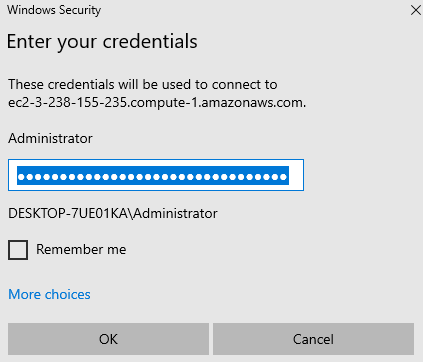 Windows Security
Enter your credentials
These credentials will be used to connect to
ec2-3-238-155-235.compute-1.amazonaws.com.
Administrator
DESKTOP-7UE01KA\Administrator
Remember me
More choices
OK
Cancel